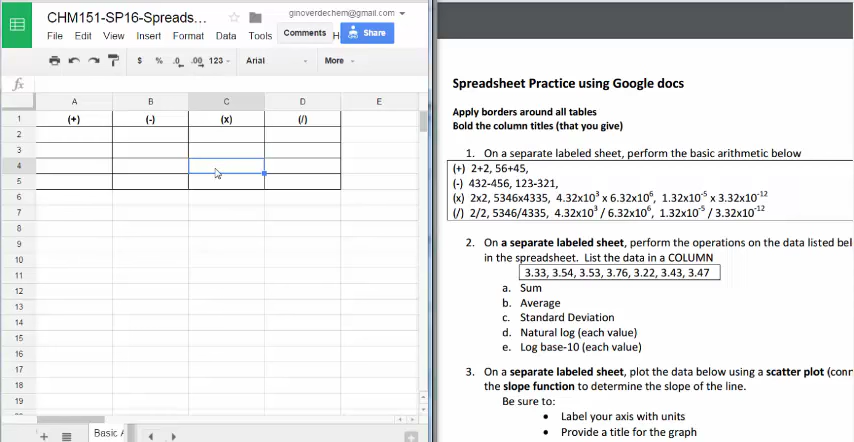 CHM151-SP16-Spreads...
ginoverdechem@gmail.com
File Edit View Insert Format Data Tools H
Comments
Share
$ % .0 .00 123 Arial More
fx
A B C D E
1 (+) (-) (x) (/)
2
3
4
5
6
7
8
9
10
11
12
13
14
15
16
17
18
19
Basic
Spreadsheet Practice using Google docs
Apply borders around all tables
Bold the column titles (that you give)
1. On a separate labeled sheet, perform the basic arithmetic below
(+) 2+2, 56+45,
(-) 432-456, 123-321,
(x) 2x2, 5346x4335, 4.32x10³ x 6.32x10⁶, 1.32x10⁻⁵ x 3.32x10⁻¹²
(/) 2/2, 5346/4335, 4.32x10³ / 6.32x10⁶, 1.32x10⁻⁵ / 3.32x10⁻¹²
2. On a separate labeled sheet, perform the operations on the data listed bel
in the spreadsheet. List the data in a COLUMN
3.33, 3.54, 3.53, 3.76, 3.22, 3.43, 3.47
a. Sum
b. Average
c. Standard Deviation
d. Natural log (each value)
e. Log base-10 (each value)
3. On a separate labeled sheet, plot the data below using a scatter plot (conn
the slope function to determine the slope of the line.
Be sure to:
• Label your axis with units
• Provide a title for the graph